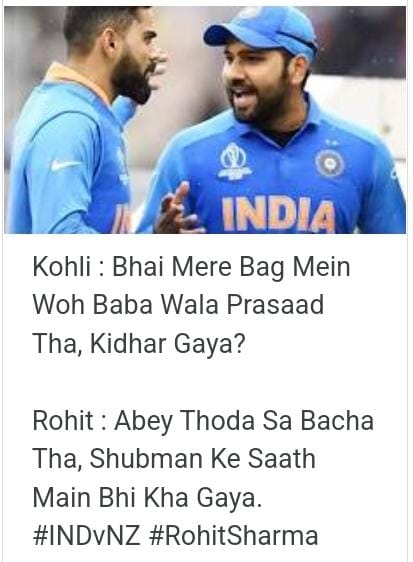 INDIA
Kohli : Bhai Mere Bag Mein
Woh Baba Wala Prasaad
Tha, Kidhar Gaya?
Rohit : Abey Thoda Sa Bacha
Tha, Shubman Ke Saath
Main Bhi Kha Gaya.
#INDvNZ #RohitSharma